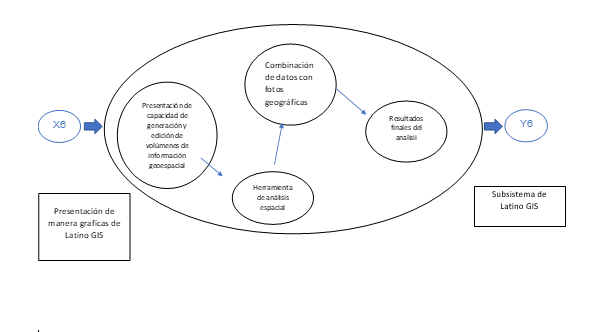 X6
Presentación de
capacidad de
generación y
edición de
volúmenes de
información
geoespacial
Herramienta
de análisis
espacial
Combinación
de datos con
fotos
geográficas
Resultados
finales del
analisii
Y6
Presentación de
manera graficas de
Latino GIS
Subsistema de
Latino GIS